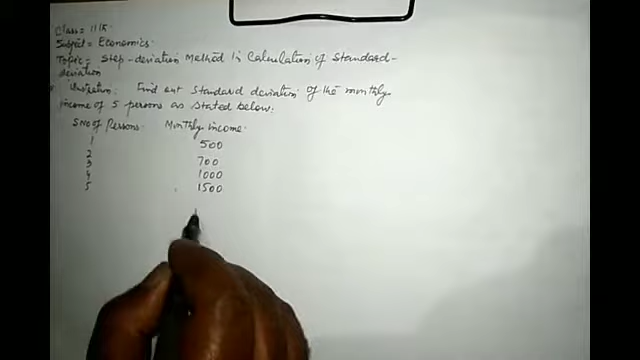 Class = 11th
Subject = Economics.
Topic = Step-deviation Method in Calculation of Standard-
deviation
Find out Standard deviation of the monthly
income of 5 persons as stated below:
SNo of Persons. Monthly income.
1 500
2
3 700
4 1000
5 1500